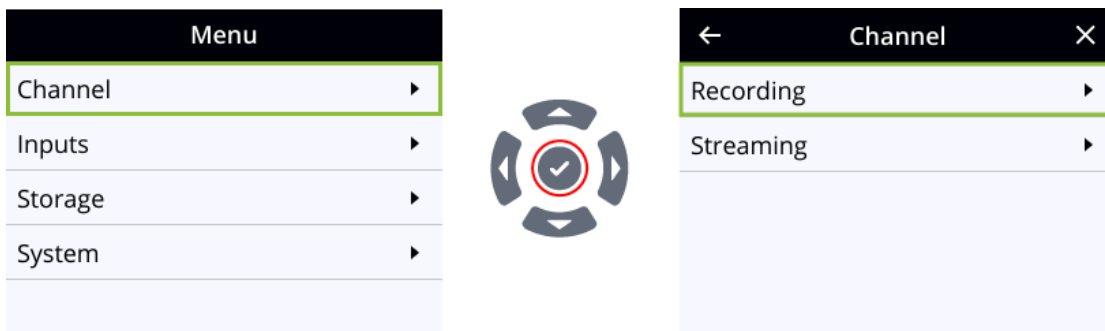 Menu
Channel
Inputs
Storage
System
Channel
Recording
Streaming